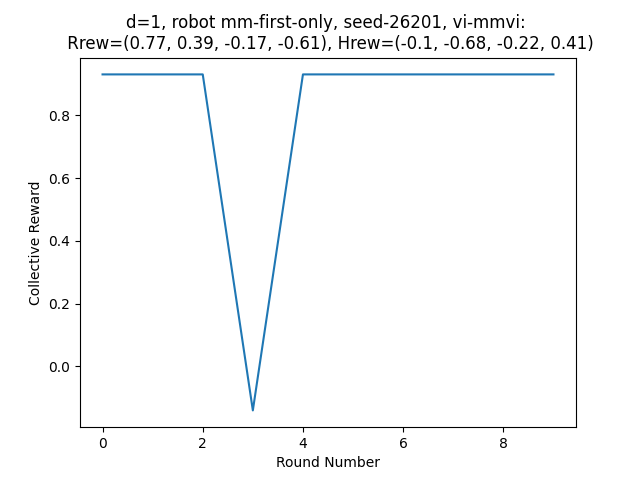 d=1, robot mm-first-only, seed-26201, vi-mmvi:
Rrew=(0.77, 0.39, -0.17, -0.61), Hrew=(-0.1, -0.68, -0.22, 0.41)
0.8
0.6
0.4
0.2
0.0
Collective Reward
0 2 4 6 8
Round Number